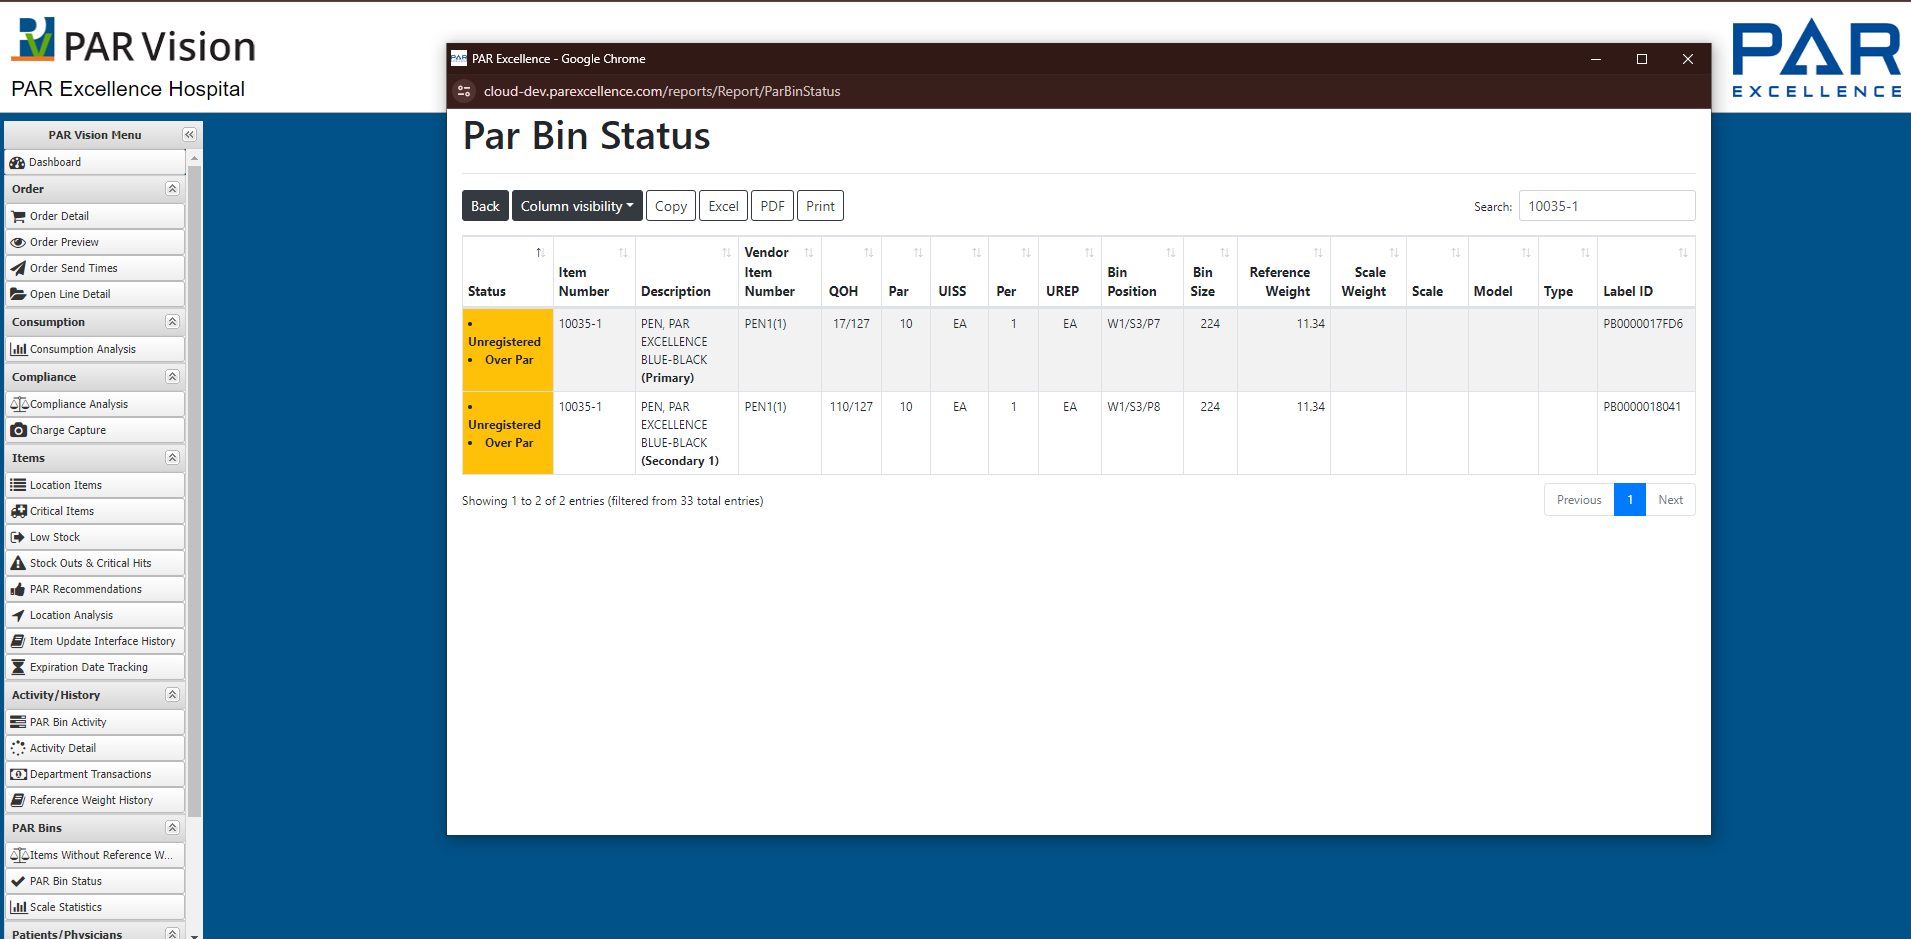 PAR Vision
PAR Excellence Hospital
PAR
EXCELLENCE
PAR Vision Menu
Dashboard
Order
Order Detail
Order Preview
Order Send Times
Open Line Detail
Consumption
Consumption Analysis
Compliance
Compliance Analysis
Charge Capture
Items
Location Items
Critical Items
Low Stock
Stock Outs & Critical Hits
PAR Recommendations
Location Analysis
Item Update Interface History
Expiration Date Tracking
Activity/History
PAR Bin Activity
Activity Detail
Department Transactions
Reference Weight History
PAR Bins
Items Without Reference W...
PAR Bin Status
Scale Statistics
Patients/Physicians
PAR Excellence - Google Chrome
cloud-dev.parexcellence.com/reports/Report/ParBinStatus
Par Bin Status
Back Column visibility Copy Excel PDF Print Search: 10035-1
Status Item Number Description Vendor Item Number QOH Par UISS Per UREP Bin Position Bin Size Reference Weight Scale Weight Scale Model Type Label ID
• Unregistered • Over Par 10035-1 PEN, PAR EXCELLENCE BLUE-BLACK (Primary) PEN1(1) 17/127 10 EA 1 EA W1/S3/P7 224 11.34 PB0000017FD6
• Unregistered • Over Par 10035-1 PEN, PAR EXCELLENCE BLUE-BLACK (Secondary 1) PEN1(1) 110/127 10 EA 1 EA W1/S3/P8 224 11.34 PB0000018041
Showing 1 to 2 of 2 entries (filtered from 33 total entries)
Previous 1 Next